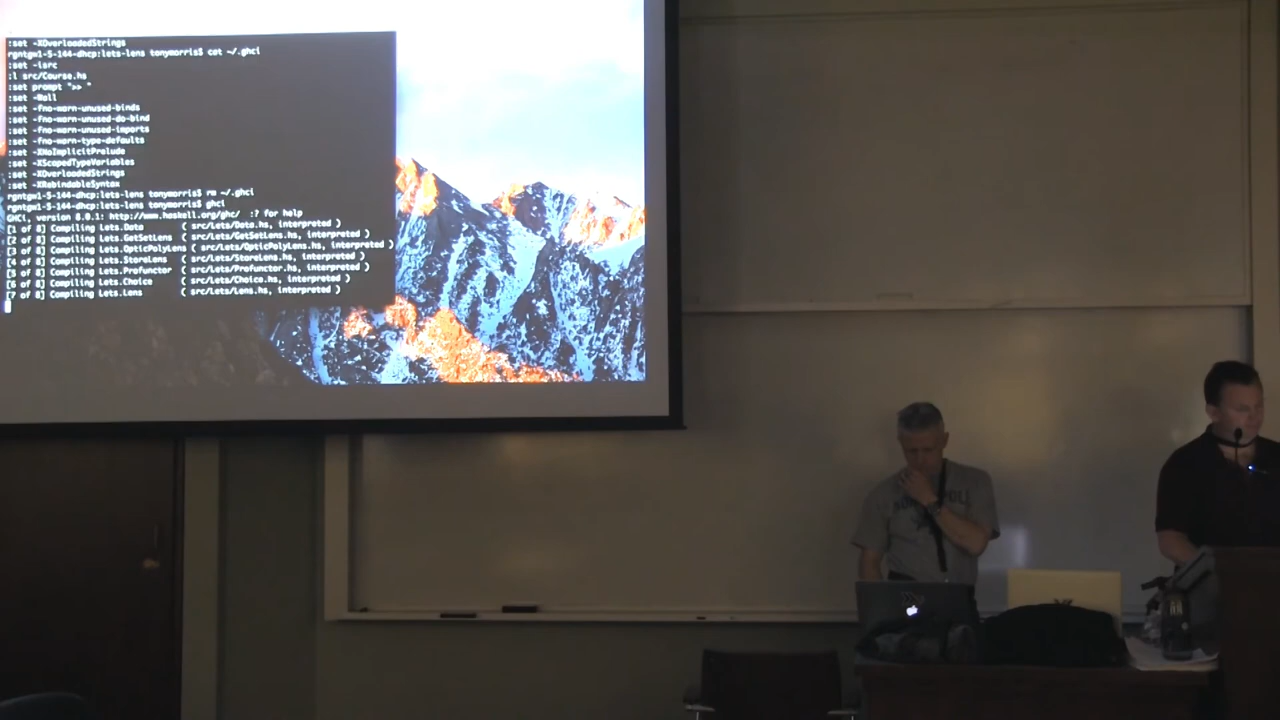 :set -XOverloadedStrings
rgntgw1-5-144-dhcp:lets-lens tonymorris$ cat ~/.ghci
:set -isrc
:l src/Course.hs
:set prompt ">> "
:set -Wall
:set -fno-warn-unused-binds
:set -fno-warn-unused-do-bind
:set -fno-warn-unused-imports
:set -fno-warn-type-defaults
:set -XNoImplicitPrelude
:set -XScopedTypeVariables
:set -XOverloadedStrings
:set -XRebindableSyntax
rgntgw1-5-144-dhcp:lets-lens tonymorris$ rm ~/.ghci
rgntgw1-5-144-dhcp:lets-lens tonymorris$ ghci
GHCi, version 8.0.1: http://www.haskell.org/ghc/  :? for help
[1 of 8] Compiling Lets.Data ( src/Lets/Data.hs, interpreted )
[2 of 8] Compiling Lets.GetSetLens ( src/Lets/GetSetLens.hs, interpreted )
[3 of 8] Compiling Lets.OpticPolyLens ( src/Lets/OpticPolyLens.hs, interpreted )
[4 of 8] Compiling Lets.StoreLens ( src/Lets/StoreLens.hs, interpreted )
[5 of 8] Compiling Lets.Profunctor ( src/Lets/Profunctor.hs, interpreted )
[6 of 8] Compiling Lets.Choice ( src/Lets/Choice.hs, interpreted )
[7 of 8] Compiling Lets.Lens ( src/Lets/Lens.hs, interpreted )